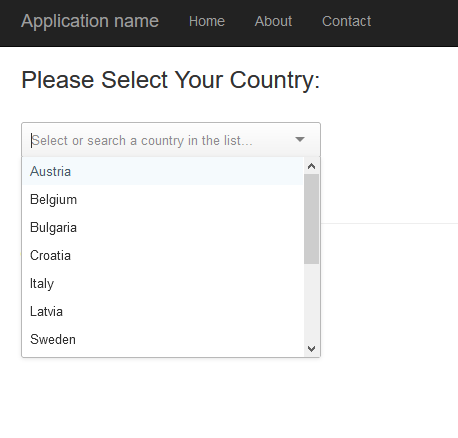 Application name Home About Contact
Please Select Your Country:
Select or search a country in the list...
Austria
Belgium
Bulgaria
Croatia
Italy
Latvia
Sweden